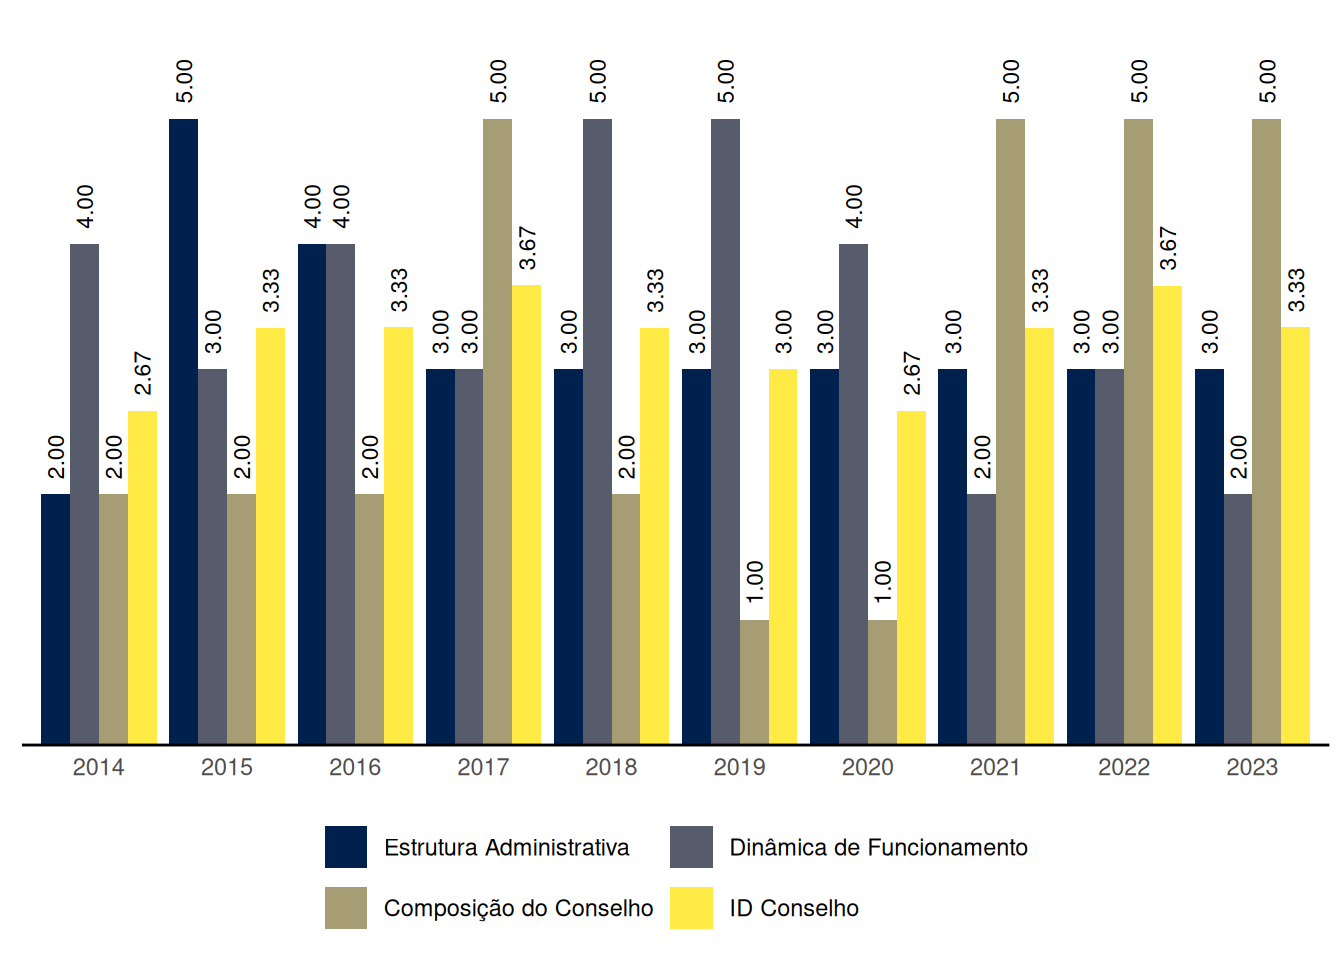 5.00 5.00 5.00 5.00 5.00 5.00 5.00
4.00 4.00 4.00 4.00
3.67 3.67
3.33 3.33 3.33 3.33 3.33
3.00 3.00 3.00 3.00 3.00 3.00 3.00 3.00 3.00 3.00 3.00
2.67 2.67
2.00 2.00 2.00 2.00 2.00 2.00 2.00
1.00 1.00
2014 2015 2016 2017 2018 2019 2020 2021 2022 2023
Estrutura Administrativa Dinâmica de Funcionamento
Composição do Conselho ID Conselho